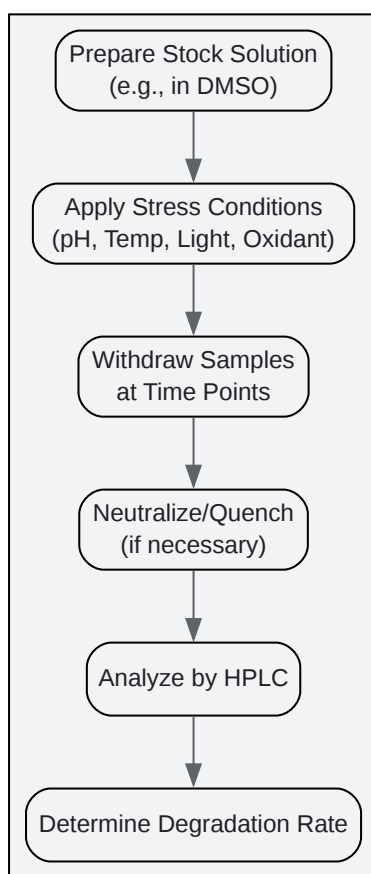 Prepare Stock Solution
(e.g., in DMSO)
Apply Stress Conditions
(pH, Temp, Light, Oxidant)
Withdraw Samples
at Time Points
Neutralize/Quench
(if necessary)
Analyze by HPLC
Determine Degradation Rate